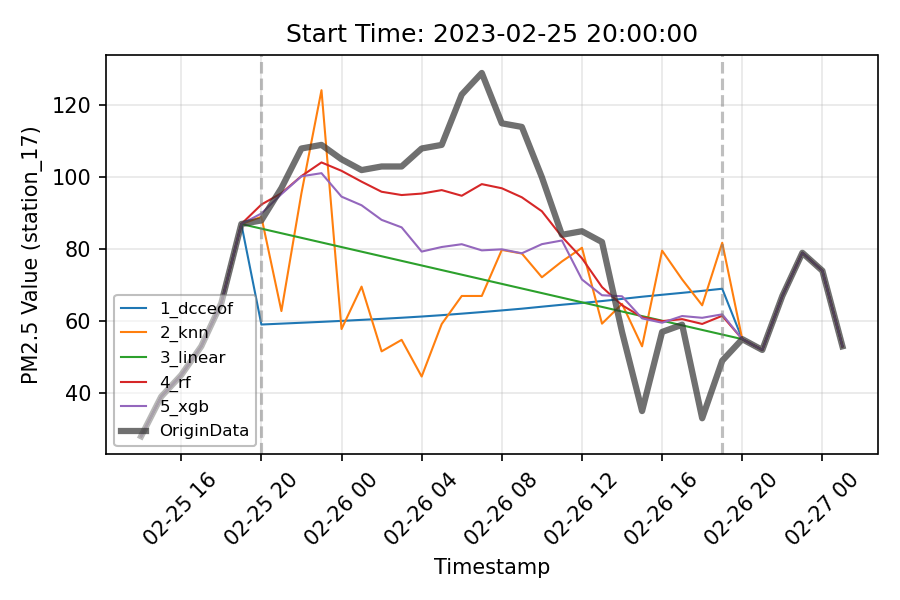 Start Time: 2023-02-25 20:00:00
PM2.5 Value (station_17)
120
100
80
60
40
1_dcceof
2_knn
3_linear
4_rf
5_xgb
OriginData
02-25 16
02-25 20
02-26 00
02-26 04
02-26 08
02-26 12
02-26 16
02-26 20
02-27 00
Timestamp